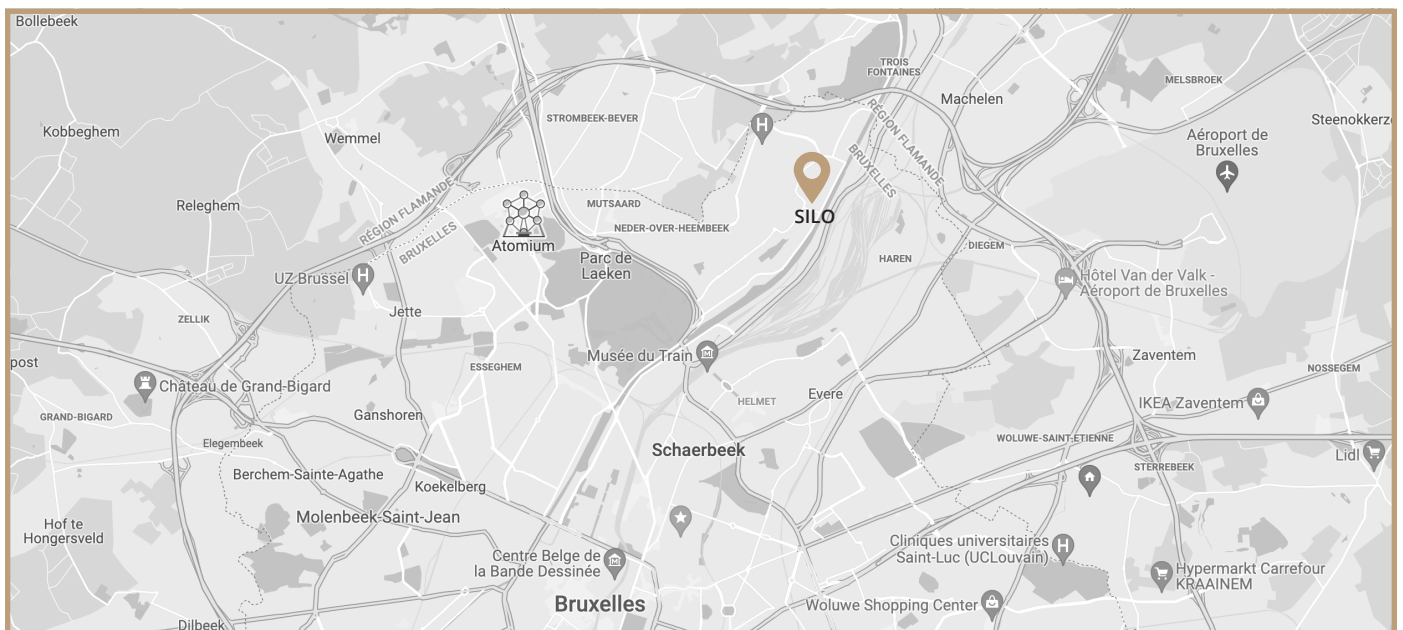 Bollebeek
TROIS
FONTAINES
MELSBROEK
Machelen
STROMBEEK-BEVER
H
Steenokkerz
Kobbeghem
Wemmel
Aéroport de
Bruxelles
RÉGION FLAMANDE
BRUXELLES
RÉGION FLAMANDE
BRUXELLES
Releghem
MUTSAARD
SILO
NEDER-OVER-HEEMBEEK
Atomium
DIEGEM
Parc de
Laeken
HAREN
UZ Brussel
H
Hôtel Van der Valk -
Aéroport de Bruxelles
Jette
ZELLIK
Musée du Train
Zaventem
post
ESSEGHEM
NOSSEGEM
Château de Grand-Bigard
HELMET
Evere
IKEA Zaventem
GRAND-BIGARD
Ganshoren
Elegembeek
WOLUWE-SAINT-ETIENNE
Schaerbeek
Lidl
STERREBEEK
Berchem-Sainte-Agathe
Koekelberg
Molenbeek-Saint-Jean
Hof te
Hongersveld
Cliniques universitaires
Saint-Luc (UCLouvain)
H
Centre Belge de
la Bande Dessinée
Hypermarkt Carrefour
KRAAINEM
Bruxelles
Woluwe Shopping Center
Dilbeek